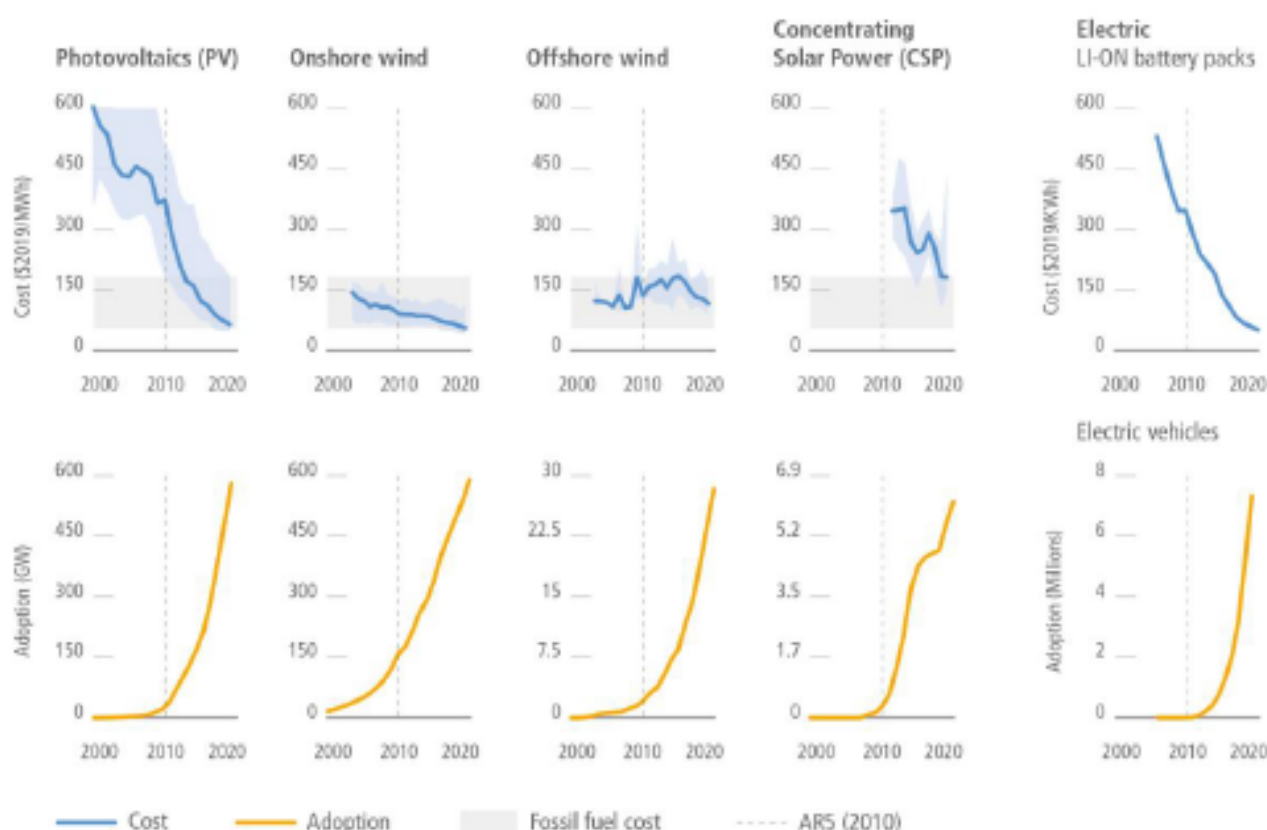 Photovoltaics (PV)
Onshore wind
Offshore wind
Concentrating
Solar Power (CSP)
Electric
LI-ON battery packs
Cost ($2019/MWh)
600
450
300
150
0
2000 2010 2020
600
450
300
150
0
2000 2010 2020
600
450
300
150
0
2000 2010 2020
600
450
300
150
0
2000 2010 2020
Cost ($2019/KWh)
600
450
300
150
0
2000 2010 2020
Electric vehicles
Adoption (GW)
600
450
300
150
0
2000 2010 2020
600
450
300
150
0
2000 2010 2020
30
22.5
15
7.5
0
2000 2010 2020
6.9
5.2
3.5
1.7
0
2000 2010 2020
Adoption (Millions)
8
6
4
2
0
2000 2010 2020
Cost
Adoption
Fossil fuel cost
AR5 (2010)